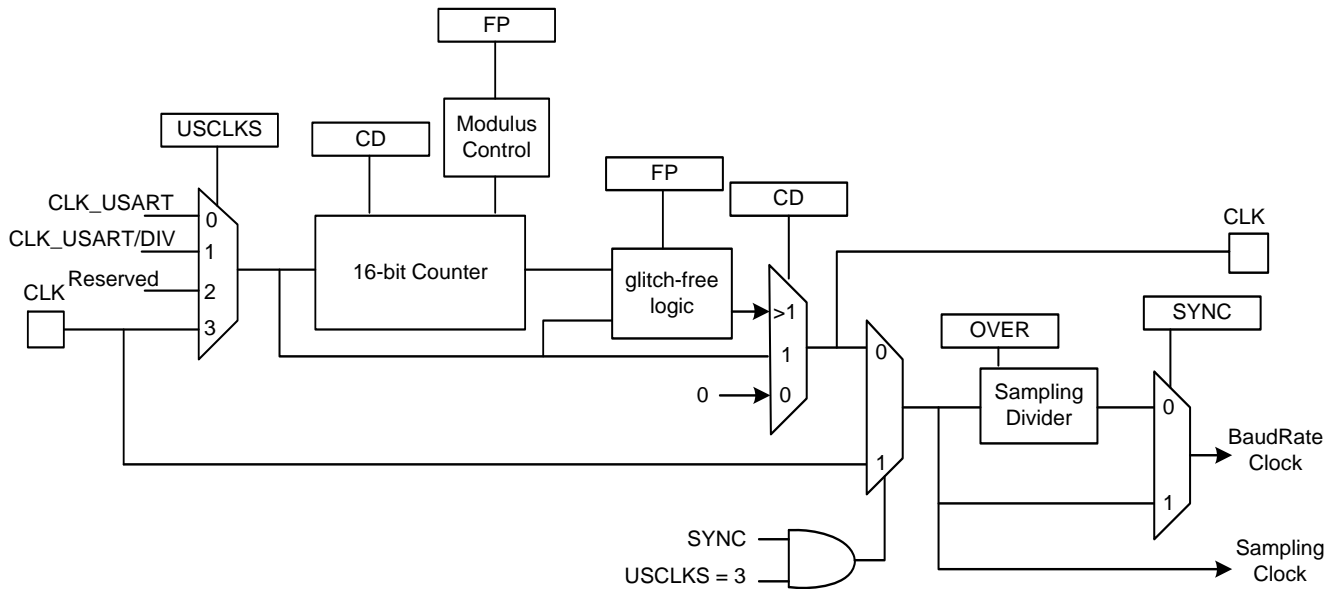 FP
Modulus
Control
USCLKS
CD
FP
CD
CLK_USART
0
CLK_USART/DIV
1
Reserved
2
CLK
3
16-bit Counter
glitch-free
logic
>1
1
0
0
CLK
0
1
OVER
Sampling
Divider
SYNC
0
1
BaudRate
Clock
SYNC
USCLKS = 3
Sampling
Clock